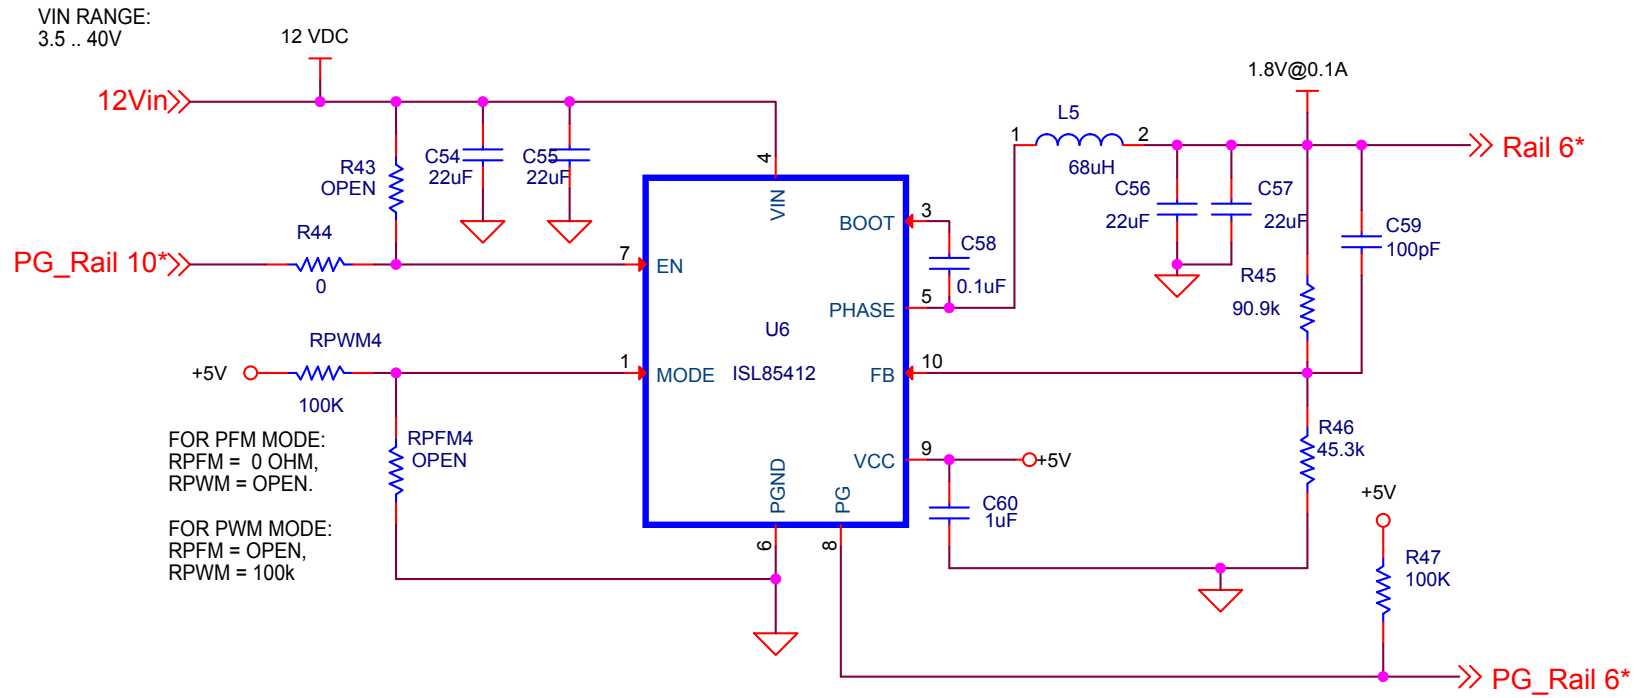 VIN RANGE:
3.5 .. 40V
12 VDC
12Vin
R43
OPEN
C54
22uF
C55
22uF
4
VIN
PG_Rail 10*
R44
0
7
EN
+5V
RPWM4
100K
1
MODE
RPFM4
OPEN
FOR PFM MODE:
RPFM = 0 OHM,
RPWM = OPEN.
FOR PWM MODE:
RPFM = OPEN,
RPWM = 100k
U6
ISL85412
BOOT
3
C58
0.1uF
PHASE
5
FB
10
VCC
9
+5V
C60
1uF
PGND
6
PG
8
1
L5
2
68uH
1.8V@0.1A
Rail 6*
C56
22uF
C57
22uF
C59
100pF
R45
90.9k
R46
45.3k
+5V
R47
100K
PG_Rail 6*